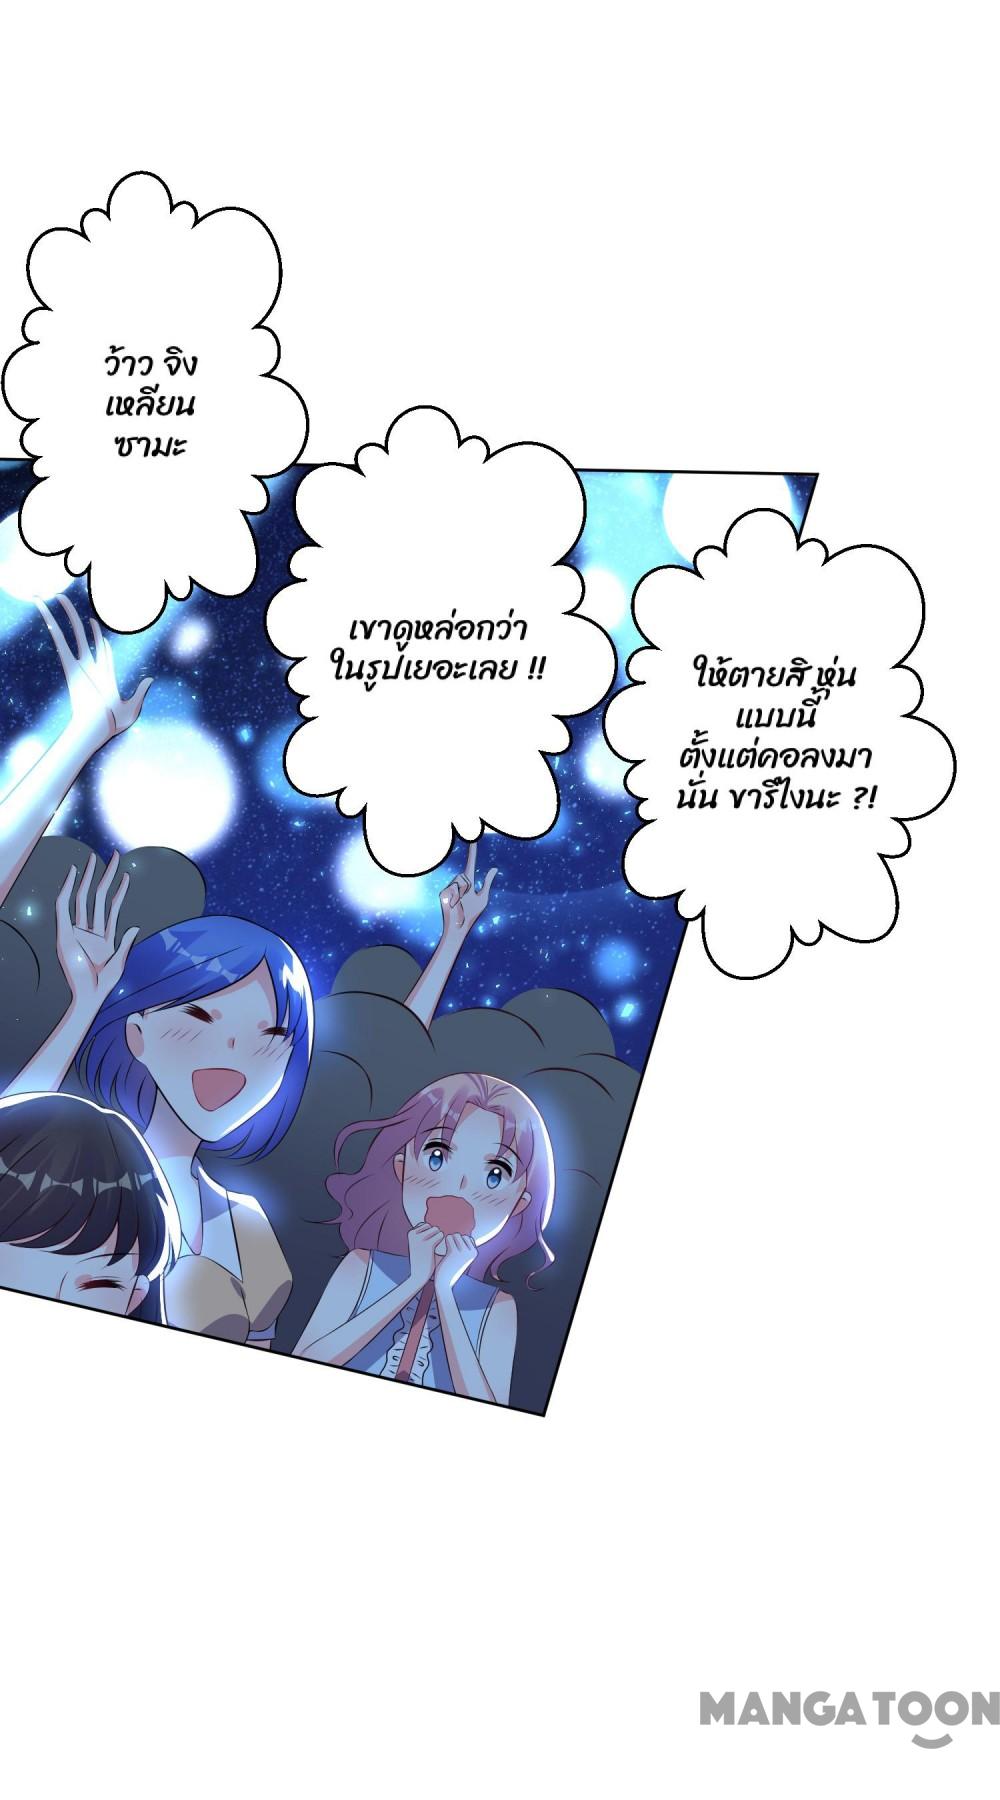 ว้าว จิง
เหลียน
ซามะ
เขาดูหล่อกว่า
ในรูปเยอะเลย !!
ให้ตายสิ หุ่น
แบบนี้
ตั้งแต่คอลงมา
นั่น ขารึไงนะ ?!
MANGATOON